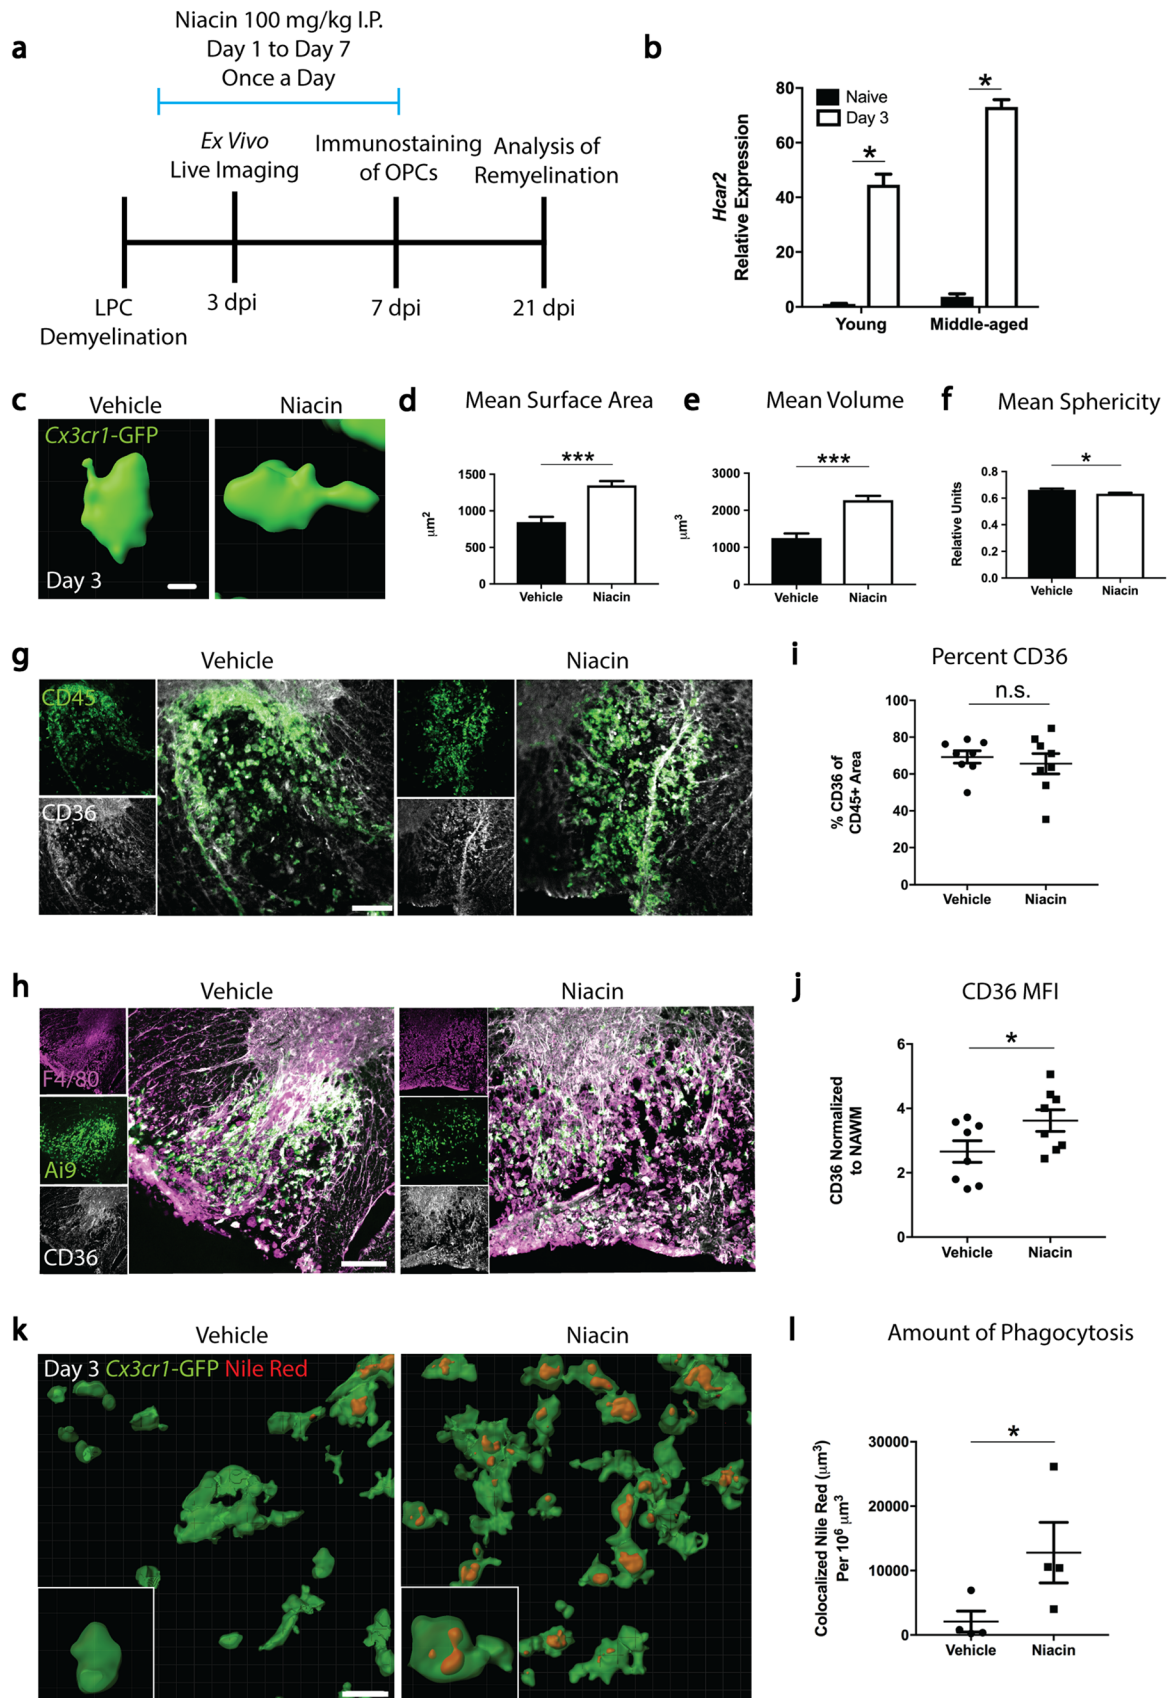 a
Niacin 100 mg/kg I.P.
Day 1 to Day 7
Once a Day
Ex Vivo
Live Imaging
Immunostaining
of OPCs
Analysis of
Remyelination
LPC
Demyelination
3 dpi
7 dpi
21 dpi
b
Hcar2
Relative Expression
80
60
40
20
0
Naive
Day 3
*
*
Young
Middle-aged
c
Vehicle
Niacin
Cx3cr1-GFP
Day 3
d
Mean Surface Area
μm2
1500
1000
500
0
***
Vehicle
Niacin
e
Mean Volume
μm3
3000
2000
1000
0
***
Vehicle
Niacin
f
Mean Sphericity
Relative Units
0.8
0.6
0.4
0.2
0.0
*
Vehicle
Niacin
g
Vehicle
Niacin
CD45
CD36
i
Percent CD36
n.s.
% CD36 of
CD45+ Area
100
80
60
40
20
0
Vehicle
Niacin
h
Vehicle
Niacin
F4/80
Ai9
CD36
j
CD36 MFI
*
CD36 Normalized
to NAWM
6
4
2
0
Vehicle
Niacin
k
Vehicle
Niacin
Day 3 Cx3cr1-GFP Nile Red
l
Amount of Phagocytosis
*
Colocalized Nile Red (μm3)
Per 106 μm3
30000
20000
10000
0
Vehicle
Niacin